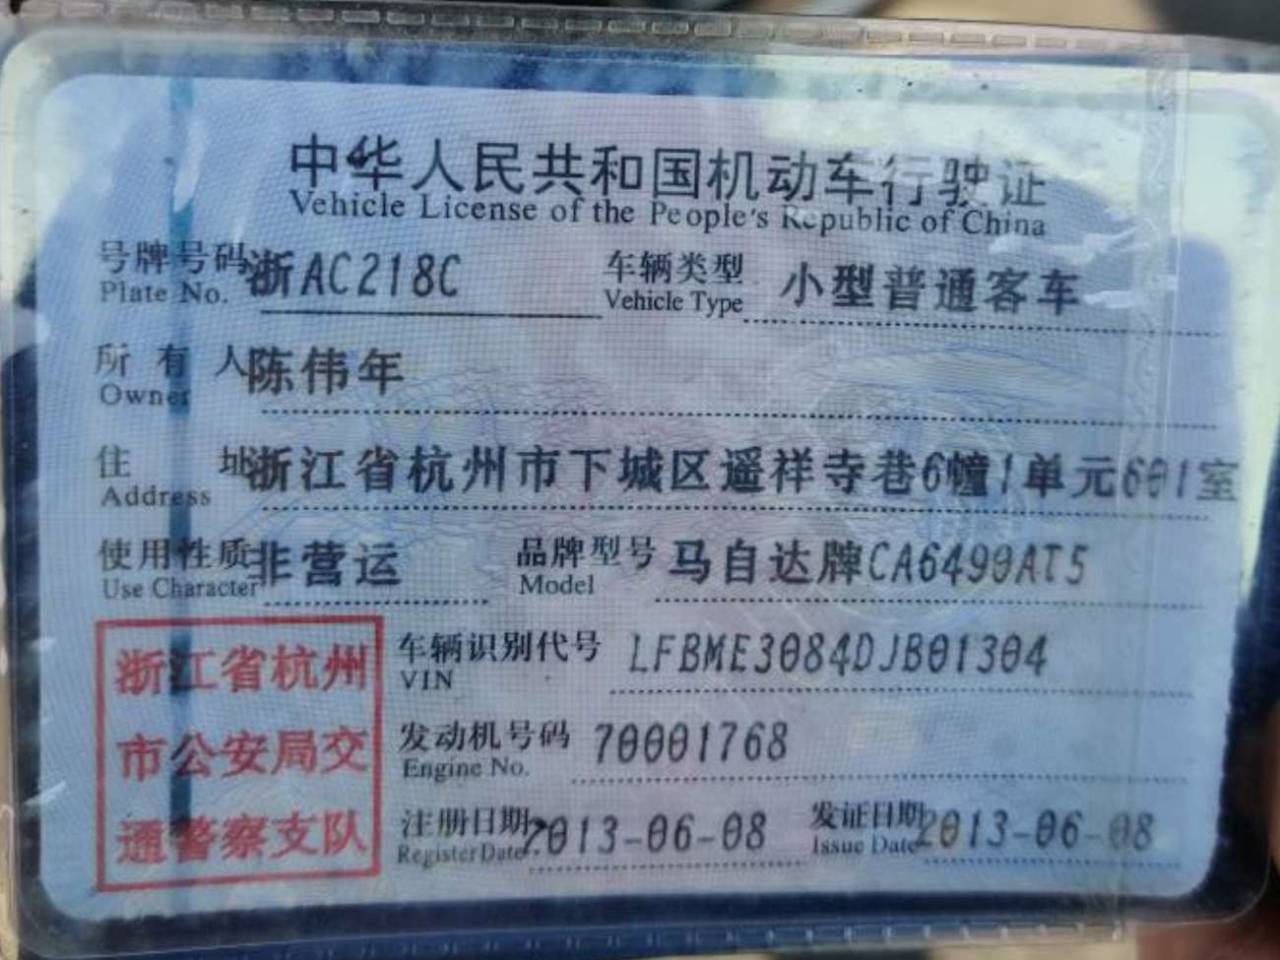 中华人民共和国机动车行驶证
Vehicle License of the People's Republic of China
号牌号码 浙AC218C 车辆类型 小型普通客车
Plate No. Vehicle Type
所有人 陈伟年
Owner
住址 浙江省杭州市下城区遥祥寺巷6幢1单元601室
Address
使用性质 非营运 品牌型号 马自达牌CA6490AT5
Use Character Model
浙江省杭州
市公安局交
通警察支队
车辆识别代号 LFBME3084DJB01304
VIN
发动机号码 70001768
Engine No.
注册日期 2013-06-08 发证日期 2013-06-08
Register Date Issue Date